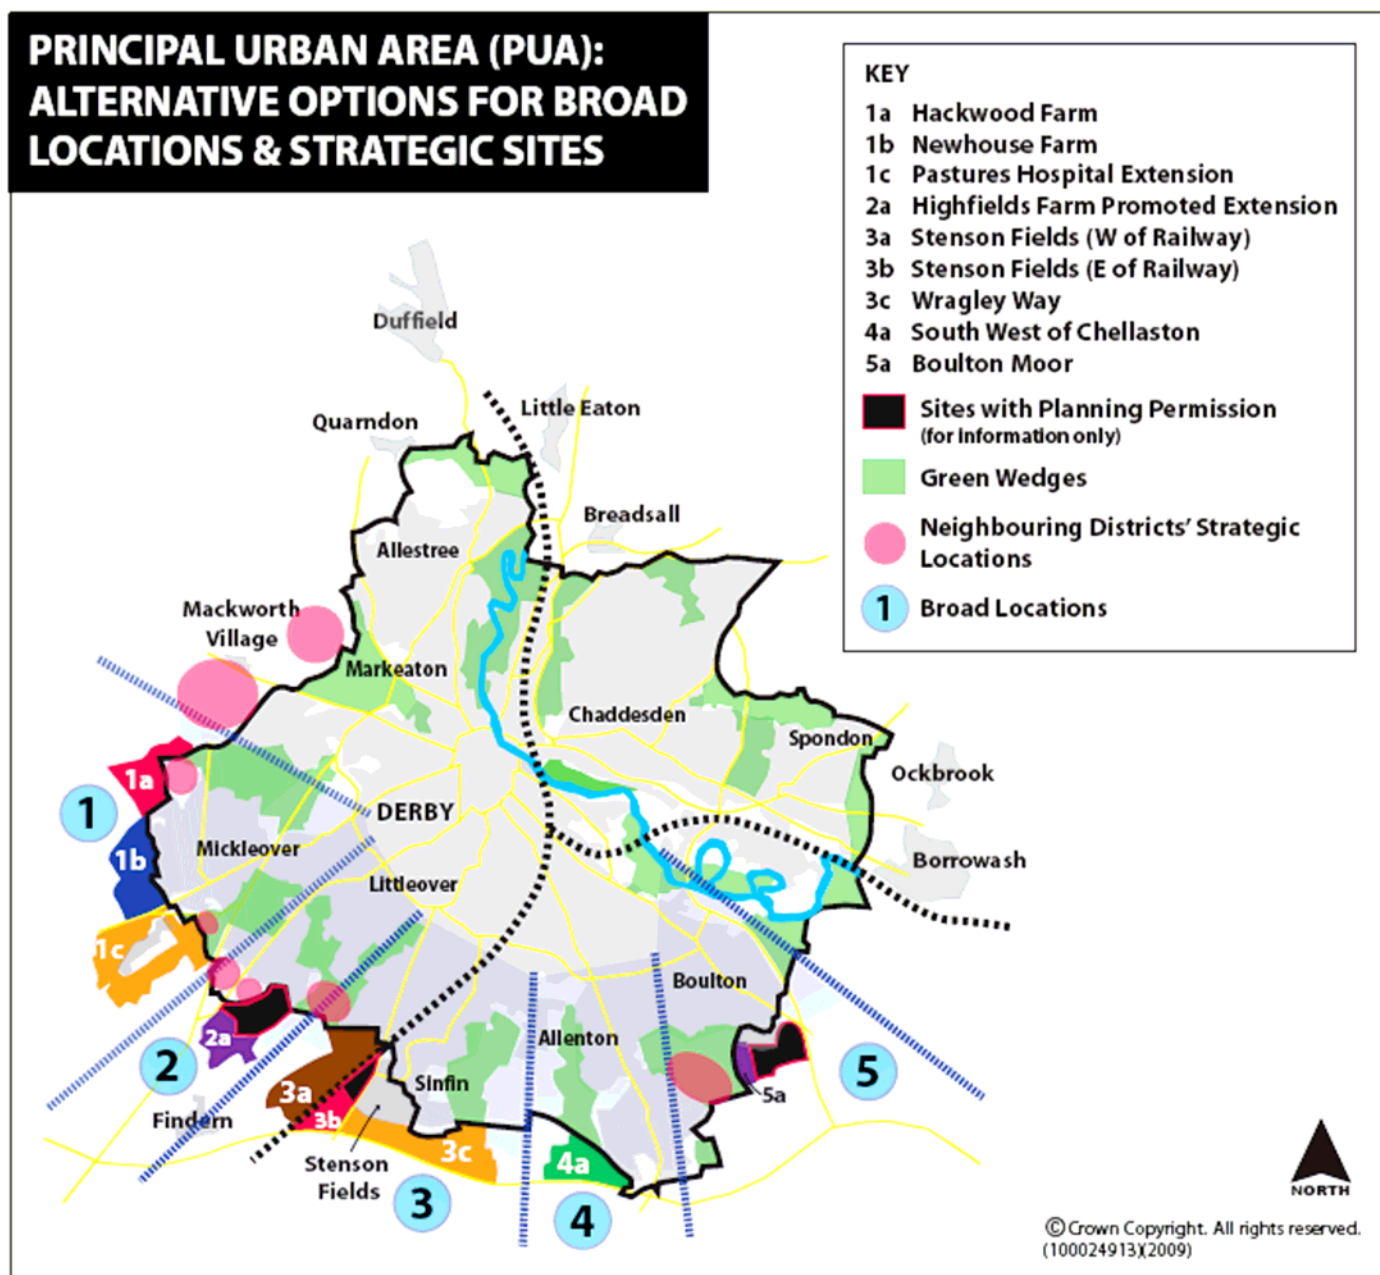 PRINCIPAL URBAN AREA (PUA):
ALTERNATIVE OPTIONS FOR BROAD
LOCATIONS & STRATEGIC SITES
KEY
1a Hackwood Farm
1b Newhouse Farm
1c Pastures Hospital Extension
2a Highfields Farm Promoted Extension
3a Stenson Fields (W of Railway)
3b Stenson Fields (E of Railway)
3c Wragley Way
4a South West of Chellaston
5a Boulton Moor
Sites with Planning Permission
(for information only)
Green Wedges
Neighbouring Districts' Strategic
Locations
1 Broad Locations
Duffield
Little Eaton
Quarndon
Breadsall
Allestree
Mackworth
Village
Markeaton
Chaddesden
Spondon
Ockbrook
1a
1
DERBY
Mickleover
1b
Borrowash
Littleover
1c
Boulton
2a
Allenton
2
5
Sinfin
3a
5a
Findern
3b
3c
4a
Stenson
Fields
3
4
NORTH
© Crown Copyright. All rights reserved.
(100024913)(2009)